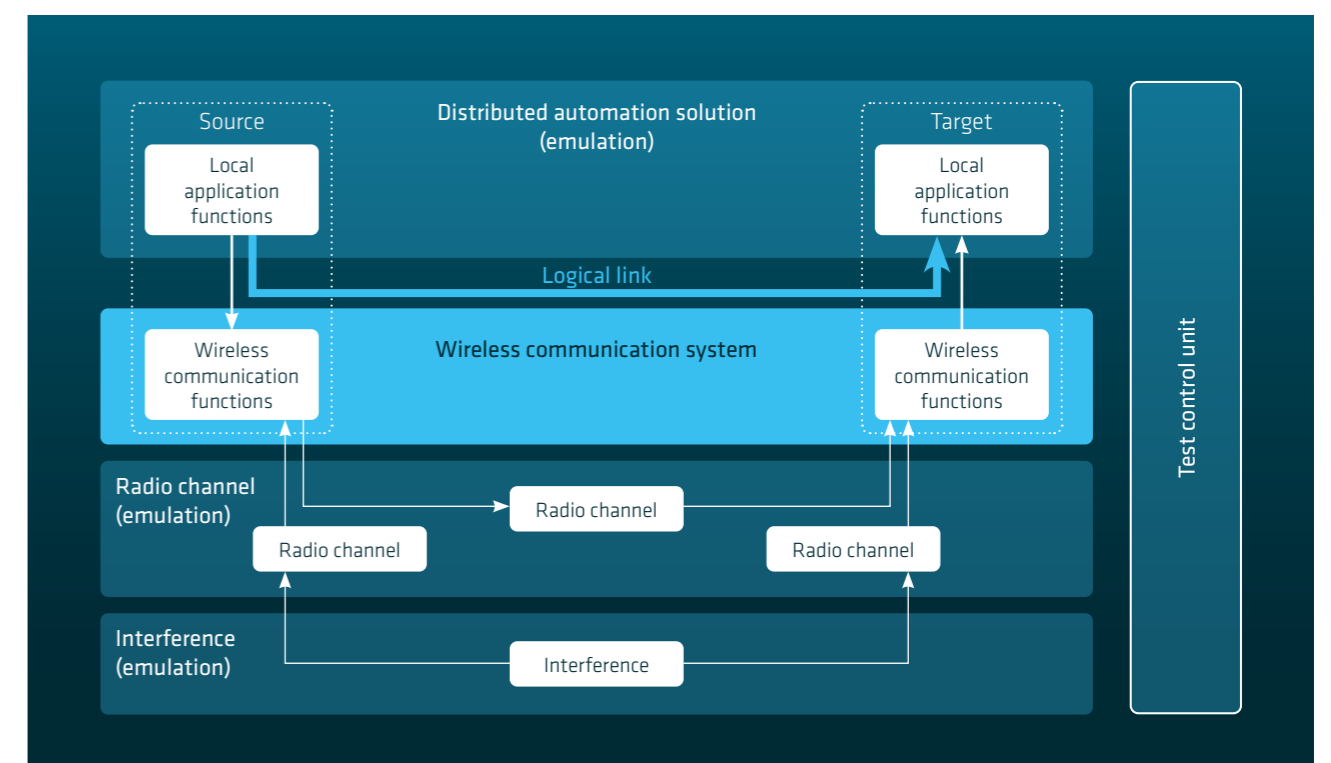 Distributed automation solution
(emulation)
Source
Target
Local
application
functions
Local
application
functions
Logical link
Wireless communication system
Wireless
communication
functions
Wireless
communication
functions
Radio channel
(emulation)
Radio channel
Radio channel
Radio channel
Interference
(emulation)
Interference
Test control unit